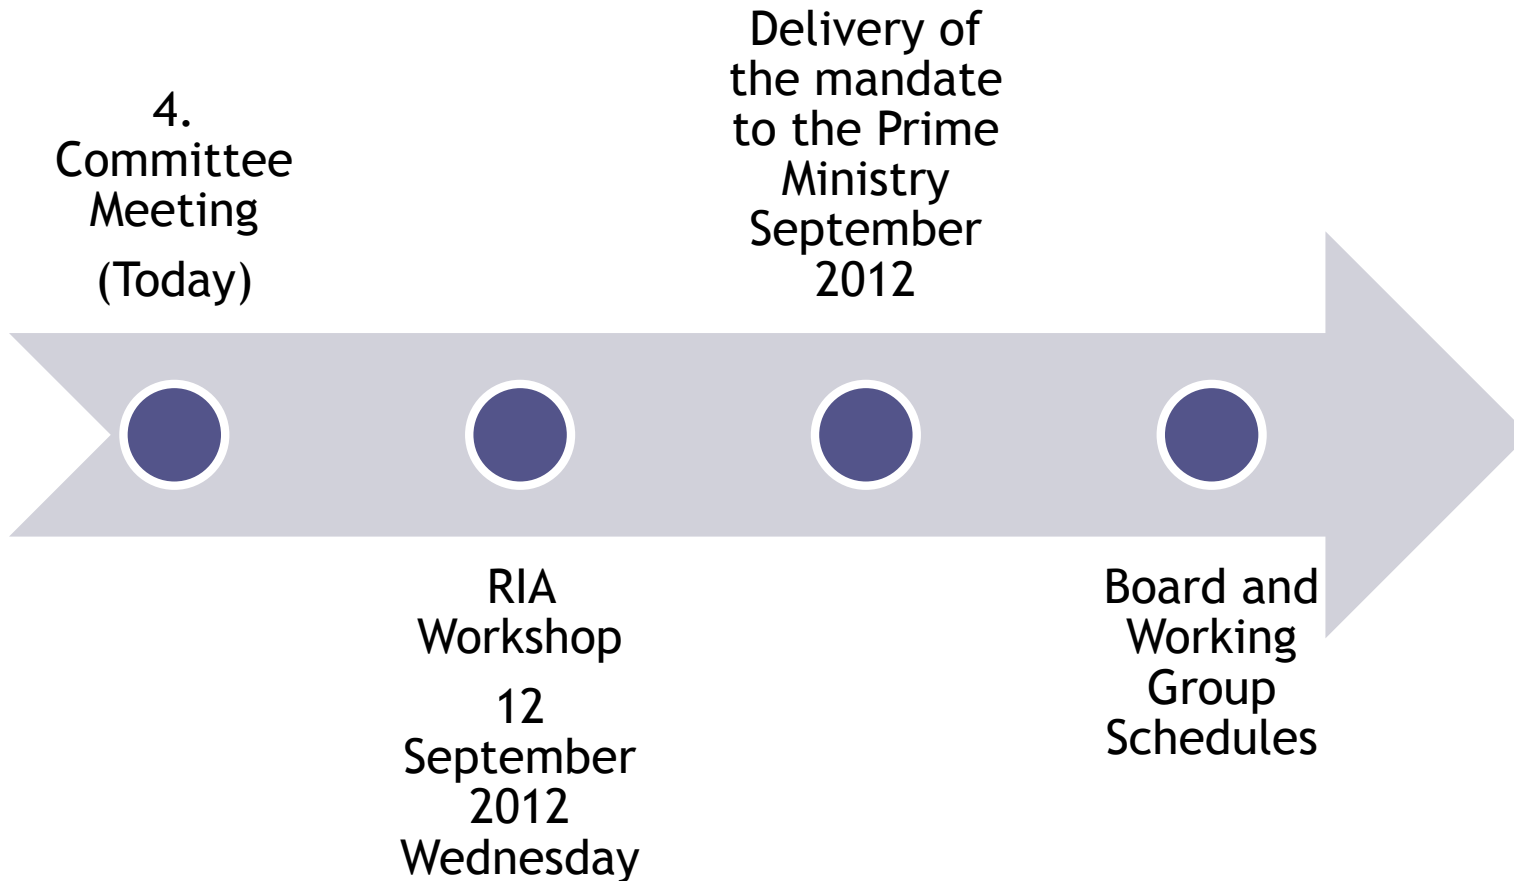 4.
Committee
Meeting
(Today)
RIA
Workshop
12
September
2012
Wednesday
Delivery of
the mandate
to the Prime
Ministry
September
2012
Board and
Working
Group
Schedules